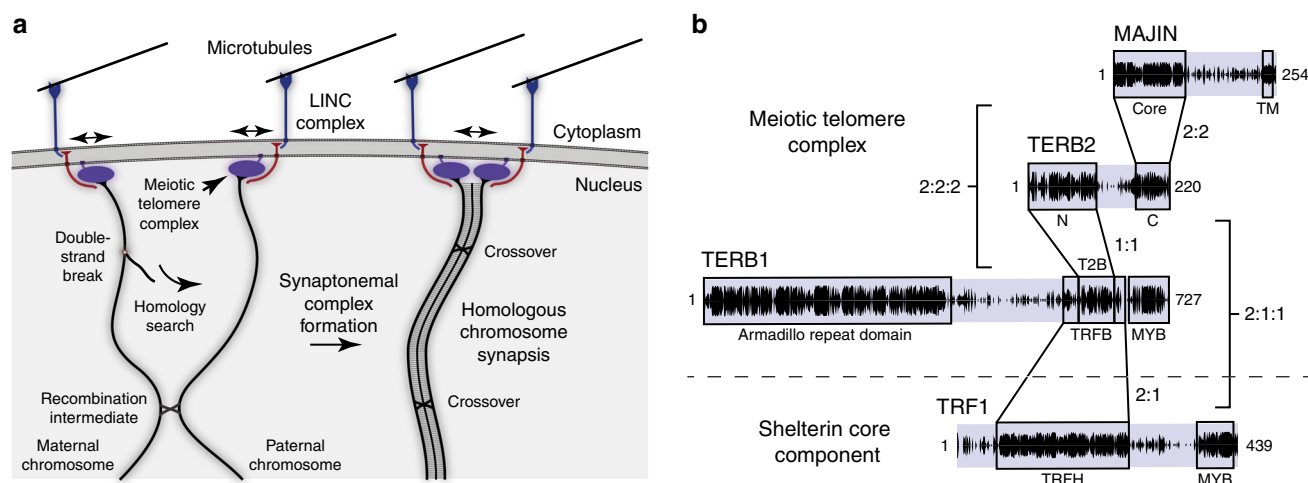 a
Microtubules
LINC
complex
Cytoplasm
Nucleus
Meiotic
telomere
complex
Double-
strand
break
Homology
search
Synaptonemal
complex
formation
Crossover
Homologous
chromosome
synapsis
Recombination
intermediate
Crossover
Maternal
chromosome
Paternal
chromosome
b
MAJIN
1
254
Core
TM
Meiotic telomere
complex
2:2
TERB2
2:2:2
1
220
N
C
1:1
TERB1
T2B
1
727
2:1:1
Armadillo repeat domain
TRFB
MYB
2:1
TRF1
Shelterin core
component
1
439
TRFH
MYB